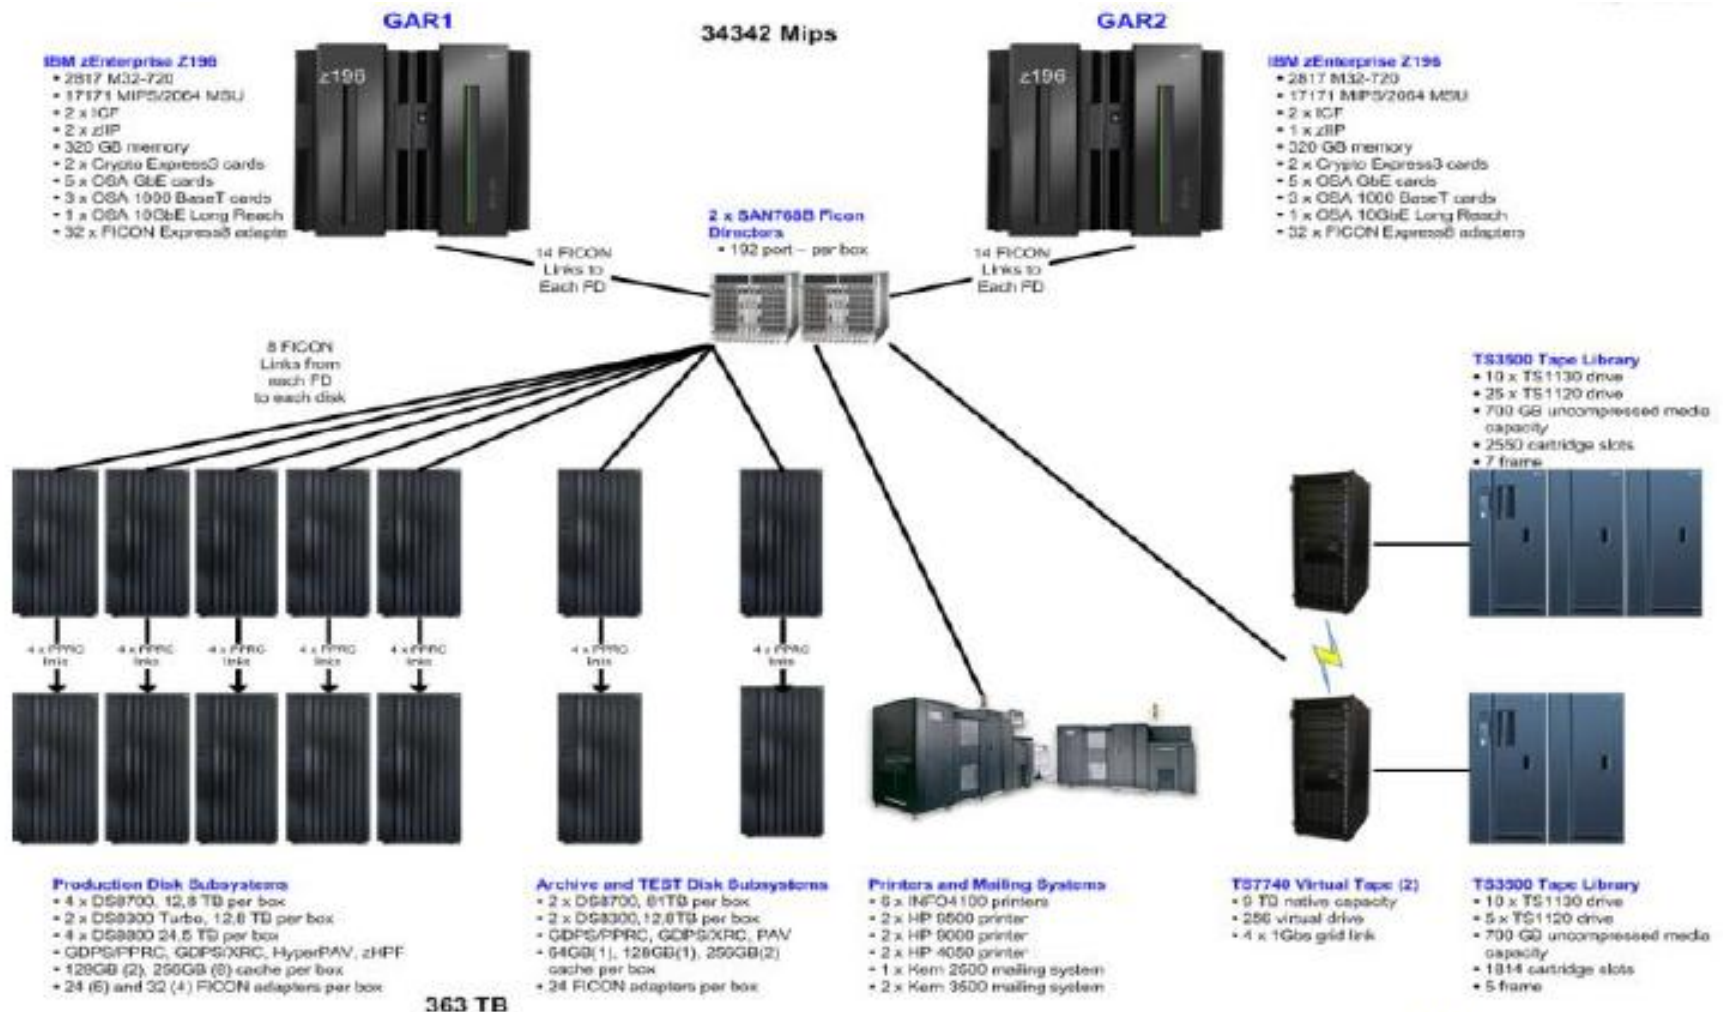 GAR1
34342 Mips
GAR2
IBM zEnterprise Z196
• 2817 M32-720
• 17171 MIPS/2064 MSU
• 2 x ICF
• 2 x zIIP
• 320 GB memory
• 2 x Crypto Express3 cards
• 5 x OSA GbE cards
• 3 x OSA 1000 BaseT cards
• 1 x OSA 10GbE Long Reach
• 32 x FICON Express8 adapte
z196
z196
IBM zEnterprise Z196
• 2817 M32-720
• 17171 MIPS/2064 MSU
• 2 x ICF
• 1 x zIIP
• 320 GB memory
• 2 x Crypto Express3 cards
• 5 x OSA GbE cards
• 3 x OSA 1000 BaseT cards
• 1 x OSA 10GbE Long Reach
• 32 x FICON Express8 adapters
2 x SAN768B Ficon
Directors
• 192 port – per box
14 FICON
Links to
Each FD
14 FICON
Links to
Each FD
8 FICON
Links from
each FD
to each disk
TS3500 Tape Library
• 10 x TS1130 drive
• 25 x TS1120 drive
• 700 GB uncompressed media
capacity
• cartridge slots
• 7 frame
4 x PPRC
links
4 x PPRC
links
4 x PPRC
links
4 x PPRC
links
4 x PPRC
links
4 x PPRC
links
4 x PPRC
links
Production Disk Subsystems
• 4 x DS8700, 12,8 TB per box
• 2 x DS8300 Turbo, 12,8 TB per box
• 4 x DS8800 24.5 TB per box
• GDPS/PPRC, GDPS/XRC, HyperPAV, zHPF
• 128GB (2), 256GB (8) cache per box
• 24 (6) and 32 (4) FICON adapters per box
363 TB
Archive and TEST Disk Subsystems
• 2 x DS8700, 81TB per box
• 2 x DS8300,12,8TB per box
• GDPS/PPRC, GDPS/XRC, PAV
• 64GB(1), 128GB(1), 256GB(2)
cache per box
• 24 FICON adapters per box
Printers and Mailing Systems
• 6 x INFO4100 printers
• 2 x HP printer
• 2 x HP 9000 printer
• 2 x HP 4050 printer
• 1 x Kern 2600 mailing system
• 2 x Kern 3500 mailing system
TS7740 Virtual Tape (2)
• 9 TB native capacity
• 256 virtual drive
• 4 x 1Gbs grid link
TS3500 Tape Library
• 10 x TS1130 drive
• 5 x TS1120 drive
• 700 GB uncompressed media
capacity
• 1814 cartridge slots
• 5 frame